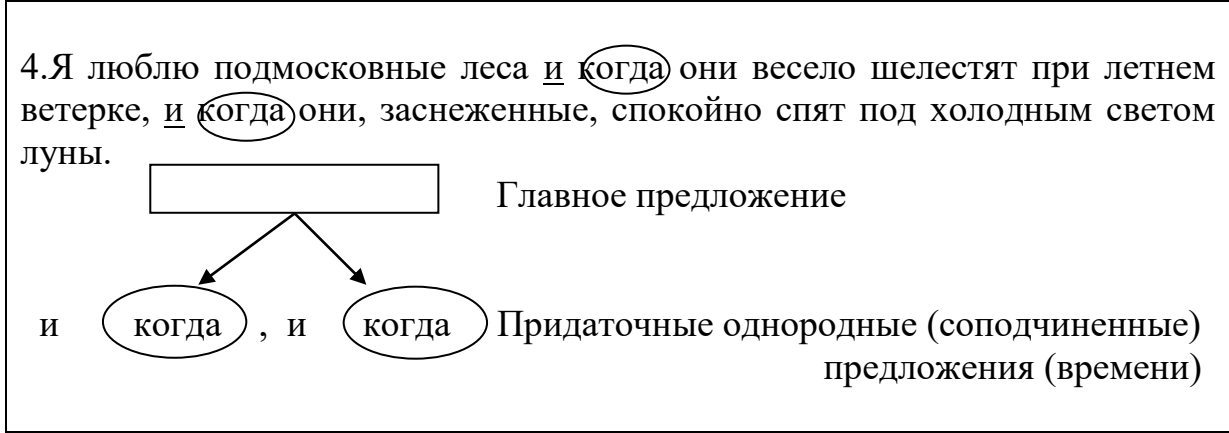 4.Я люблю подмосковные леса и когда они весело шелестят при летнем
ветерке, и когда они, заснеженные, спокойно спят под холодным светом
луны.
Главное предложение
и когда , и когда Придаточные однородные (соподчиненные)
предложения (времени)